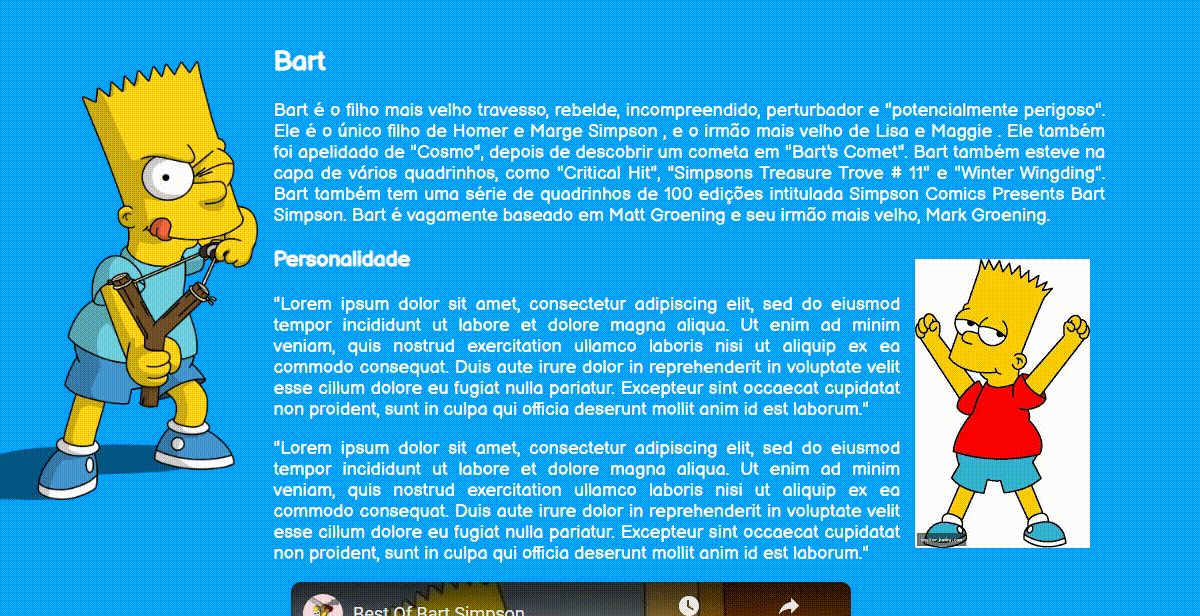 Bart
Bart é o filho mais velho travesso, rebelde, incompreendido, perturbador e "potencialmente perigoso".
Ele é o único filho de Homer e Marge Simpson , e o irmão mais velho de Lisa e Maggie . Ele também
foi apelidado de "Cosmo", depois de descobrir um cometa em "Bart's Comet". Bart também esteve na
capa de vários quadrinhos, como "Critical Hit", "Simpsons Treasure Trove # 11" e "Winter Wingding".
Bart também tem uma série de quadrinhos de 100 edições intitulada Simpson Comics Presents Bart
Simpson. Bart é vagamente baseado em Matt Groening e seu irmão mais velho, Mark Groening.
Personalidade
"Lorem ipsum dolor sit amet, consectetur adipiscing elit, sed do eiusmod
tempor incididunt ut labore et dolore magna aliqua. Ut enim ad minim
veniam, quis nostrud exercitation ullamco laboris nisi ut aliquip ex ea
commodo consequat. Duis aute irure dolor in reprehenderit in voluptate velit
esse cillum dolore eu fugiat nulla pariatur. Excepteur sint occaecat cupidatat
non proident, sunt in culpa qui officia deserunt mollit anim id est laborum."
"Lorem ipsum dolor sit amet, consectetur adipiscing elit, sed do eiusmod
tempor incididunt ut labore et dolore magna aliqua. Ut enim ad minim
veniam, quis nostrud exercitation ullamco laboris nisi ut aliquip ex ea
commodo consequat. Duis aute irure dolor in reprehenderit in voluptate velit
esse cillum dolore eu fugiat nulla pariatur. Excepteur sint occaecat cupidatat
non proident, sunt in culpa qui officia deserunt mollit anim id est laborum."
Best Of Bart Simpson